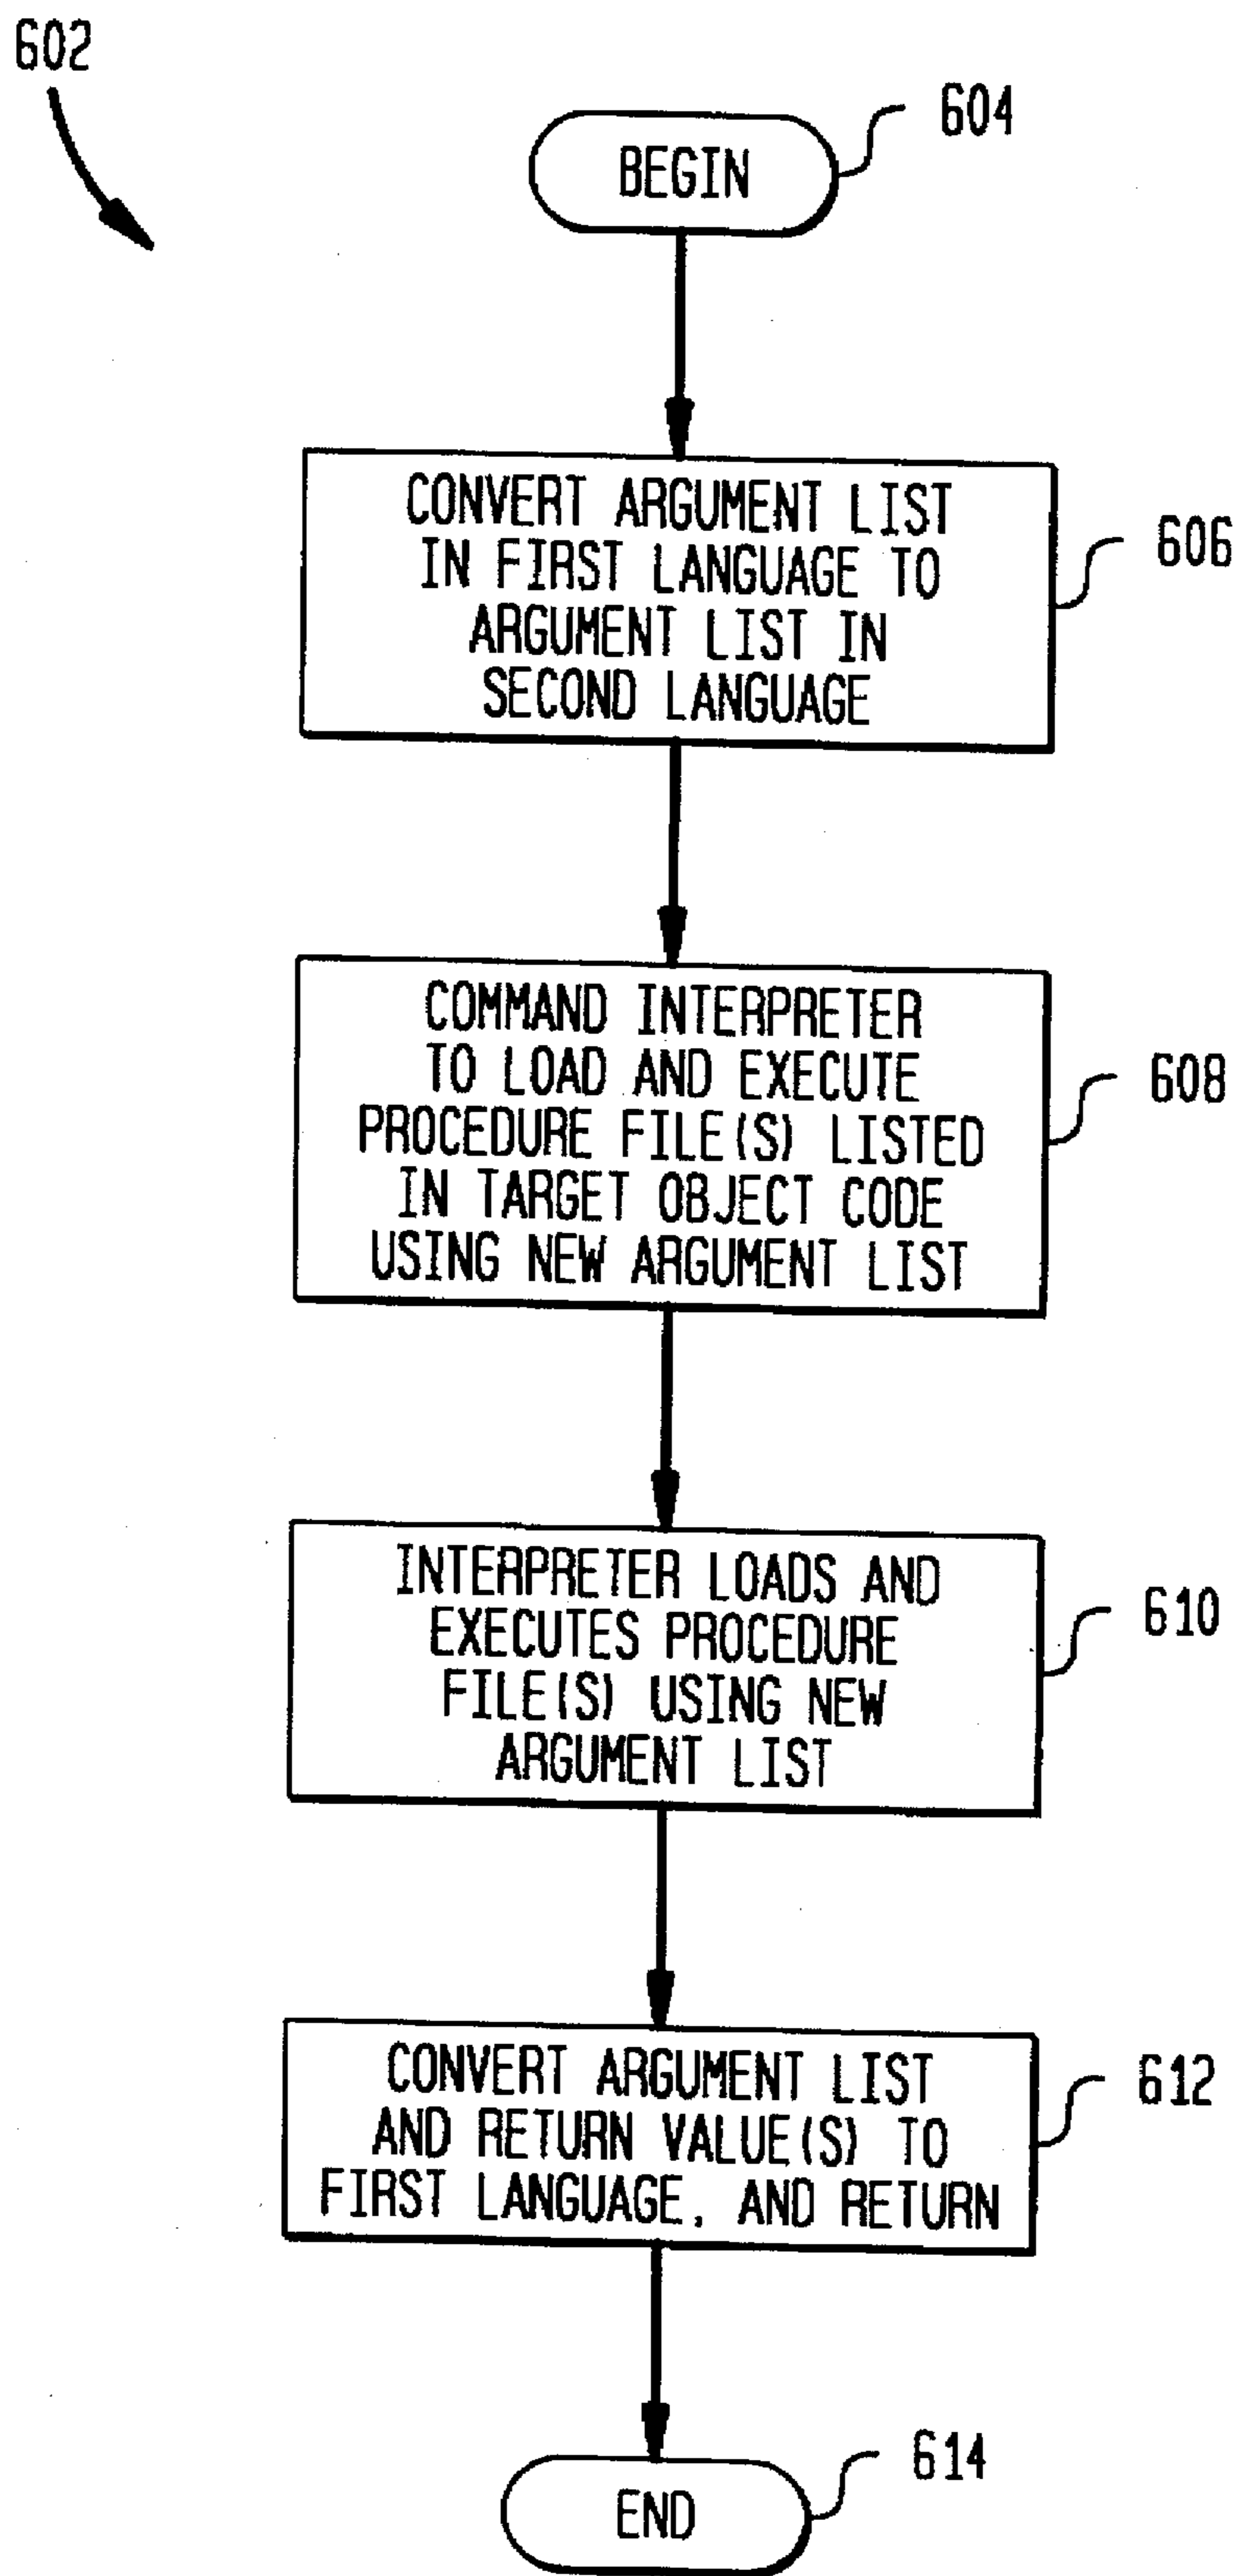 602
604
BEGIN
CONVERT ARGUMENT LIST
IN FIRST LANGUAGE TO
ARGUMENT LIST IN
SECOND LANGUAGE
606
COMMAND INTERPRETER
TO LOAD AND EXECUTE
PROCEDURE FILE(S) LISTED
IN TARGET OBJECT CODE
USING NEW ARGUMENT LIST
608
INTERPRETER LOADS AND
EXECUTES PROCEDURE
FILE(S) USING NEW
ARGUMENT LIST
610
CONVERT ARGUMENT LIST
AND RETURN VALUE(S) TO
FIRST LANGUAGE, AND RETURN
612
614
END